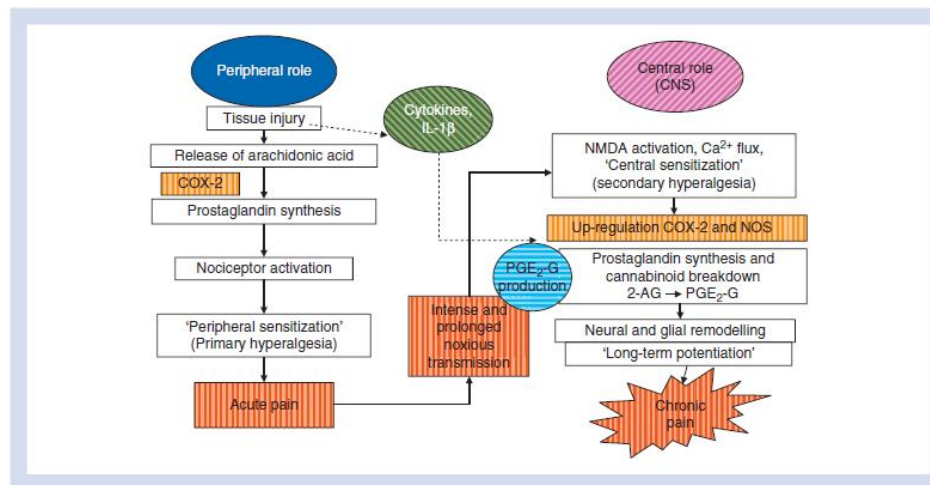 Peripheral role
Tissue injury
Release of arachidonic acid
COX-2
Prostaglandin synthesis
Nociceptor activation
'Peripheral sensitization'
(Primary hyperalgesia)
Acute pain
Cytokines,
IL-1β
Intense and
prolonged
noxious
transmission
Central role
(CNS)
NMDA activation, Ca²⁺ flux,
'Central sensitization'
(secondary hyperalgesia)
Up-regulation COX-2 and NOS
PGE₂-G
production
Prostaglandin synthesis and
cannabinoid breakdown
2-AG → PGE₂-G
Neural and glial remodelling
'Long-term potentiation'
Chronic
pain